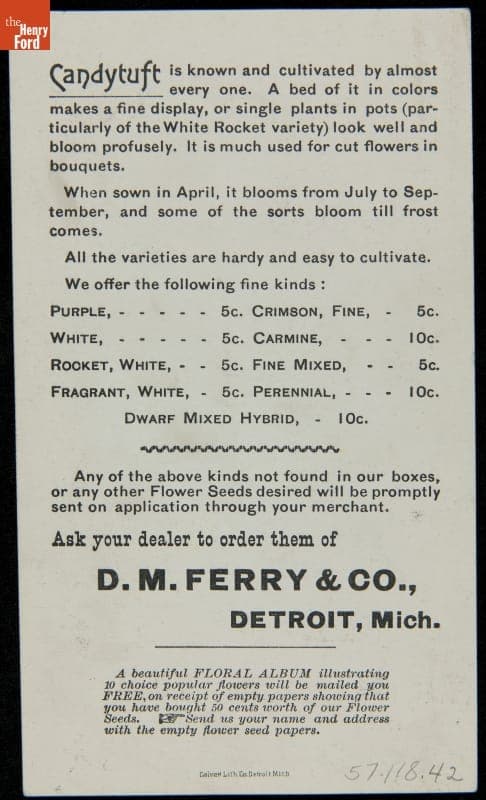 the
Henry
Ford
Candytuft is known and cultivated by almost
every one. A bed of it in colors
makes a fine display, or single plants in pots (par-
ticularly of the White Rocket variety) look well and
bloom profusely. It is much used for cut flowers in
bouquets.
When sown in April, it blooms from July to Sep-
tember, and some of the sorts bloom till frost
comes.
All the varieties are hardy and easy to cultivate.
We offer the following fine kinds :
PURPLE, - - - - - 5c. CRIMSON, FINE, - 5c.
WHITE, - - - - - 5c. CARMINE, - - - 10c.
ROCKET, WHITE, - - 5c. FINE MIXED, - - 5c.
FRAGRANT, WHITE, - 5c. PERENNIAL, - - - 10c.
DWARF MIXED HYBRID, - 10c.
Any of the above kinds not found in our boxes,
or any other Flower Seeds desired will be promptly
sent on application through your merchant.
Ask your dealer to order them of
D. M. FERRY & CO.,
DETROIT, Mich.
A beautiful FLORAL ALBUM illustrating
10 choice popular flowers will be mailed you
FREE, on receipt of empty papers showing that
you have bought 50 cents worth of our Flower
Seeds. ☞ Send us your name and address
with the empty flower seed papers.
Calvert Lith. Co. Detroit Mich
57.118.42